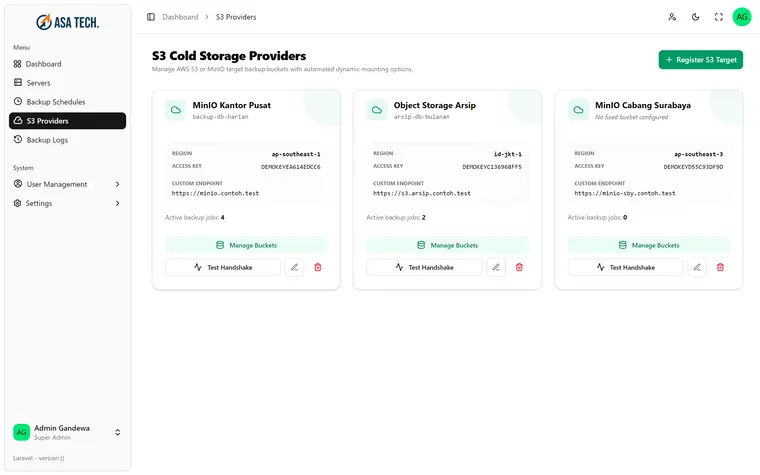 ASA TECH.
Dashboard
S3 Providers
AG
Menu
Dashboard
Servers
Backup Schedules
S3 Providers
Backup Logs
System
User Management
Settings
S3 Cold Storage Providers
Manage AWS S3 or MinIO target backup buckets with automated dynamic mounting options.
Register S3 Target
MinIO Kantor Pusat
backup-db-harian
REGION
ap-southeast-1
ACCESS KEY
DEMOKEYEA614EDCC6
CUSTOM ENDPOINT
https://minio.contoh.test
Active backup jobs: 4
Manage Buckets
Test Handshake
Object Storage Arsip
arsip-db-bulanan
REGION
id-jkt-1
ACCESS KEY
DEMOKEYC13696BFF5
CUSTOM ENDPOINT
https://s3.arsip.contoh.test
Active backup jobs: 2
Manage Buckets
Test Handshake
MinIO Cabang Surabaya
No fixed bucket configured
REGION
ap-southeast-3
ACCESS KEY
DEMOKEYD55C93DF9D
CUSTOM ENDPOINT
https://minio-sby.contoh.test
Active backup jobs: 0
Manage Buckets
Test Handshake
AG
Admin Gandewa
Super Admin
Laravel - version ()